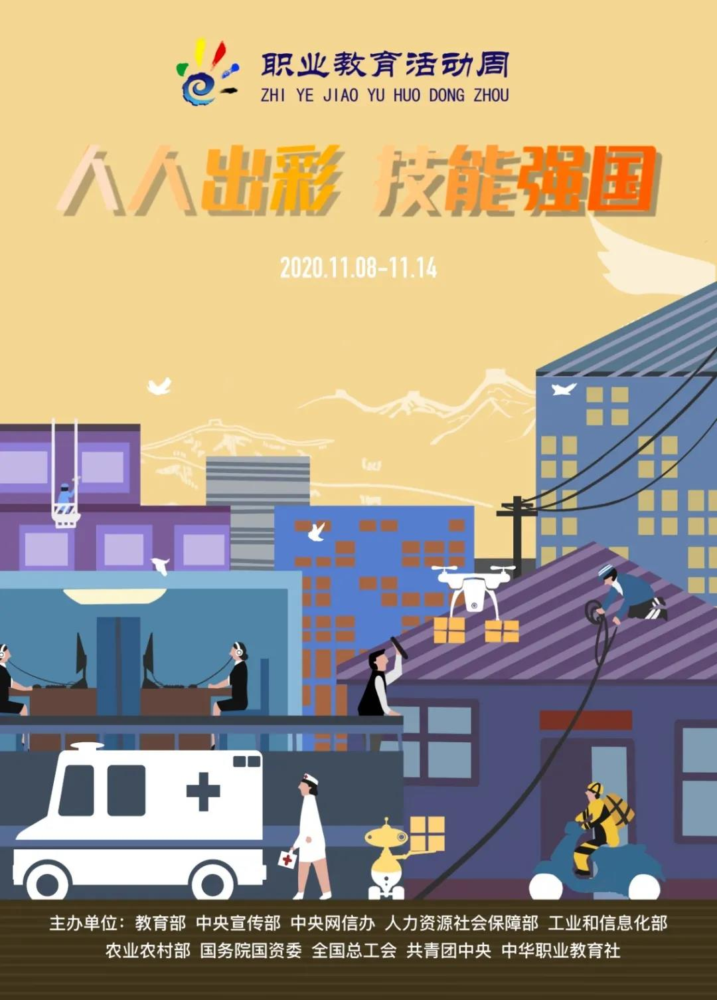 职业教育活动周
ZHI YE JIAO YU HUO DONG ZHOU
人人出彩 技能强国
2020.11.08-11.14
主办单位：教育部 中央宣传部 中央网信办 人力资源社会保障部 工业和信息化部
农业农村部 国务院国资委 全国总工会 共青团中央 中华职业教育社